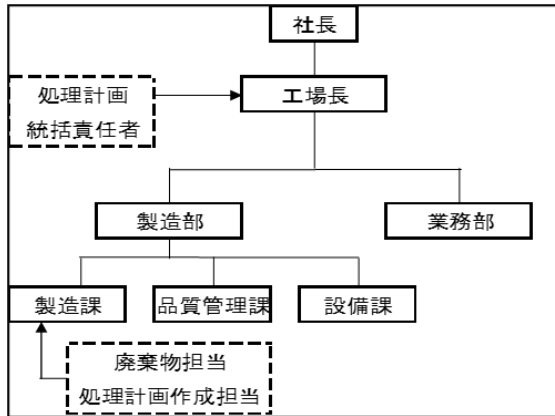 社長
処理計画
統括責任者
工場長
製造部
業務部
製造課
品質管理課
設備課
廃棄物担当
処理計画作成担当